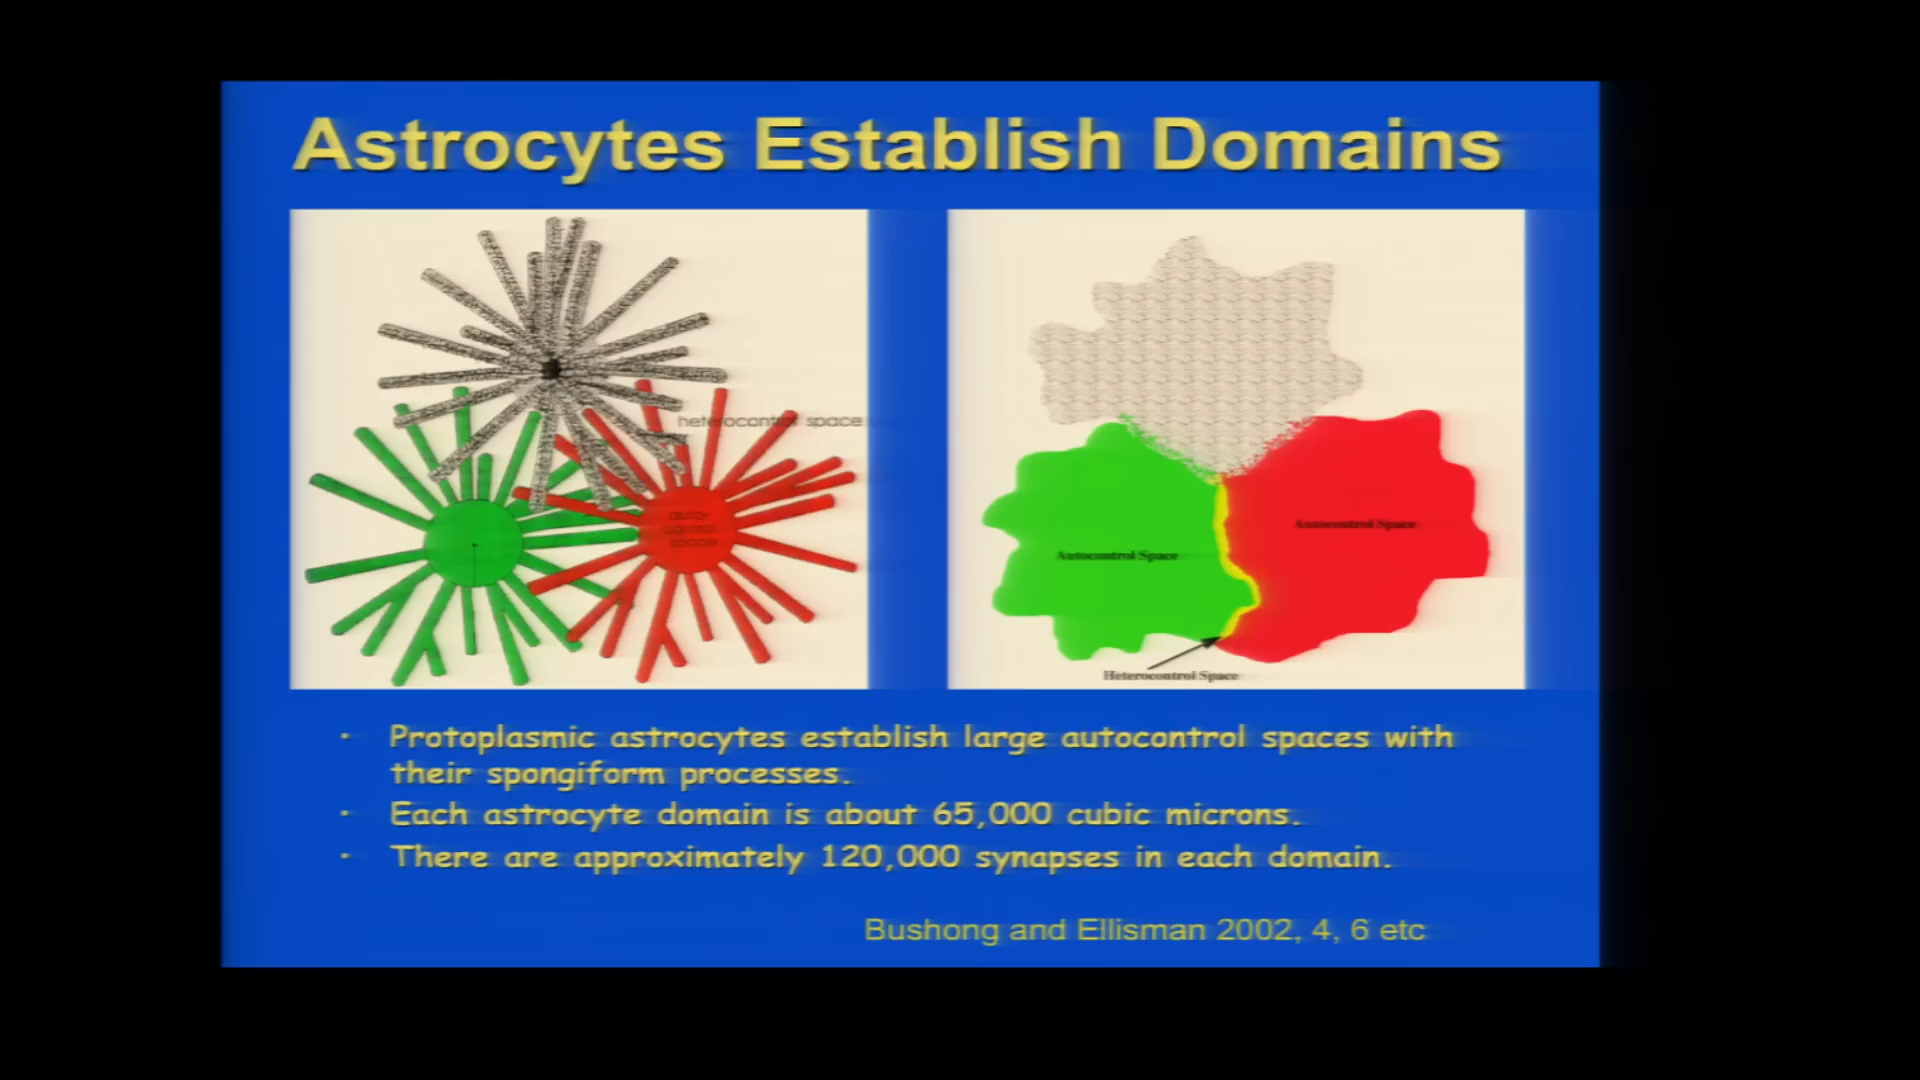 Astrocytes Establish Domains
heterocontrol space
auto-
control
space
Autocontrol Space
Autocontrol Space
Heterocontrol Space
• Protoplasmic astrocytes establish large autocontrol spaces with
their spongiform processes.
• Each astrocyte domain is about 65,000 cubic microns.
• There are approximately 120,000 synapses in each domain.
Bushong and Ellisman 2002, 4, 6 etc